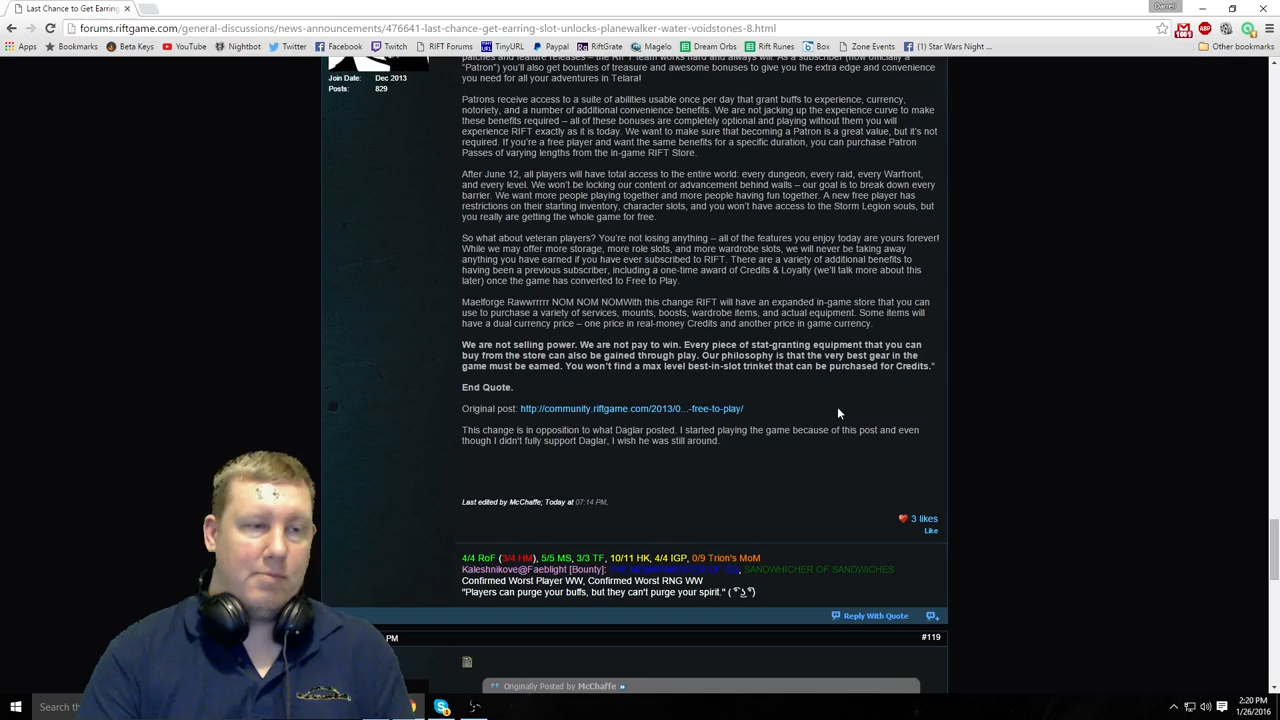 Last Chance to Get Earring
Darrell
forums.riftgame.com/general-discussions/news-announcements/476641-last-chance-get-earring-slot-unlocks-planewalker-water-voidstones-8.html
Apps Bookmarks Beta Keys YouTube Nightbot Twitter Facebook Twitch RIFT Forums TinyURL Paypal RiftGrate Magelo Dream Orbs Rift Runes Box Zone Events (1) Star Wars Night ... Other bookmarks
patches and feature releases – the RIFT team works hard and always will. As a subscriber (now officially a
Join Date: Dec 2013
Posts: 829
"Patron") you'll also get bounties of treasure and awesome bonuses to give you the extra edge and convenience
you need for all your adventures in Telara!
Patrons receive access to a suite of abilities usable once per day that grant buffs to experience, currency,
notoriety, and a number of additional convenience benefits. We are not jacking up the experience curve to make
these benefits required – all of these bonuses are completely optional and playing without them you will
experience RIFT exactly as it is today. We want to make sure that becoming a Patron is a great value, but it's not
required. If you're a free player and want the same benefits for a specific duration, you can purchase Patron
Passes of varying lengths from the in-game RIFT Store.
After June 12, all players will have total access to the entire world: every dungeon, every raid, every Warfront,
and every level. We won't be locking our content or advancement behind walls – our goal is to break down every
barrier. We want more people playing together and more people having fun together. A new free player has
restrictions on their starting inventory, character slots, and you won't have access to the Storm Legion souls, but
you really are getting the whole game for free.
So what about veteran players? You're not losing anything – all of the features you enjoy today are yours forever!
While we may offer more storage, more role slots, and more wardrobe slots, we will never be taking away
anything you have earned if you have ever subscribed to RIFT. There are a variety of additional benefits to
having been a previous subscriber, including a one-time award of Credits & Loyalty (we'll talk more about this
later) once the game has converted to Free to Play.
Maelforge Rawwrrrrr NOM NOM NOMWith this change RIFT will have an expanded in-game store that you can
use to purchase a variety of services, mounts, boosts, wardrobe items, and actual equipment. Some items will
have a dual currency price – one price in real-money Credits and another price in game currency.
We are not selling power. We are not pay to win. Every piece of stat-granting equipment that you can
buy from the store can also be gained through play. Our philosophy is that the very best gear in the
game must be earned. You won't find a max level best-in-slot trinket that can be purchased for Credits."
End Quote.
Original post: http://community.riftgame.com/2013/0...-free-to-play/
This change is in opposition to what Daglar posted. I started playing the game because of this post and even
though I didn't fully support Daglar, I wish he was still around.
Last edited by McChaffe; Today at 07:14 PM.
3 likes
Like
4/4 RoF (3/4 HM), 5/5 MS, 3/3 TF, 10/11 HK, 4/4 IGP, 0/9 Trion's MoM
Kaleshnikove@Faeblight [Bounty]: , SANDWHICHER OF SANDWICHES
Confirmed Worst Player WW, Confirmed Worst RNG WW
"Players can purge your buffs, but they can't purge your spirit." ( ͡° ͜ʖ ͡°)
Reply With Quote
PM #119
Originally Posted by McChaffe
Search th
2:20 PM
1/26/2016